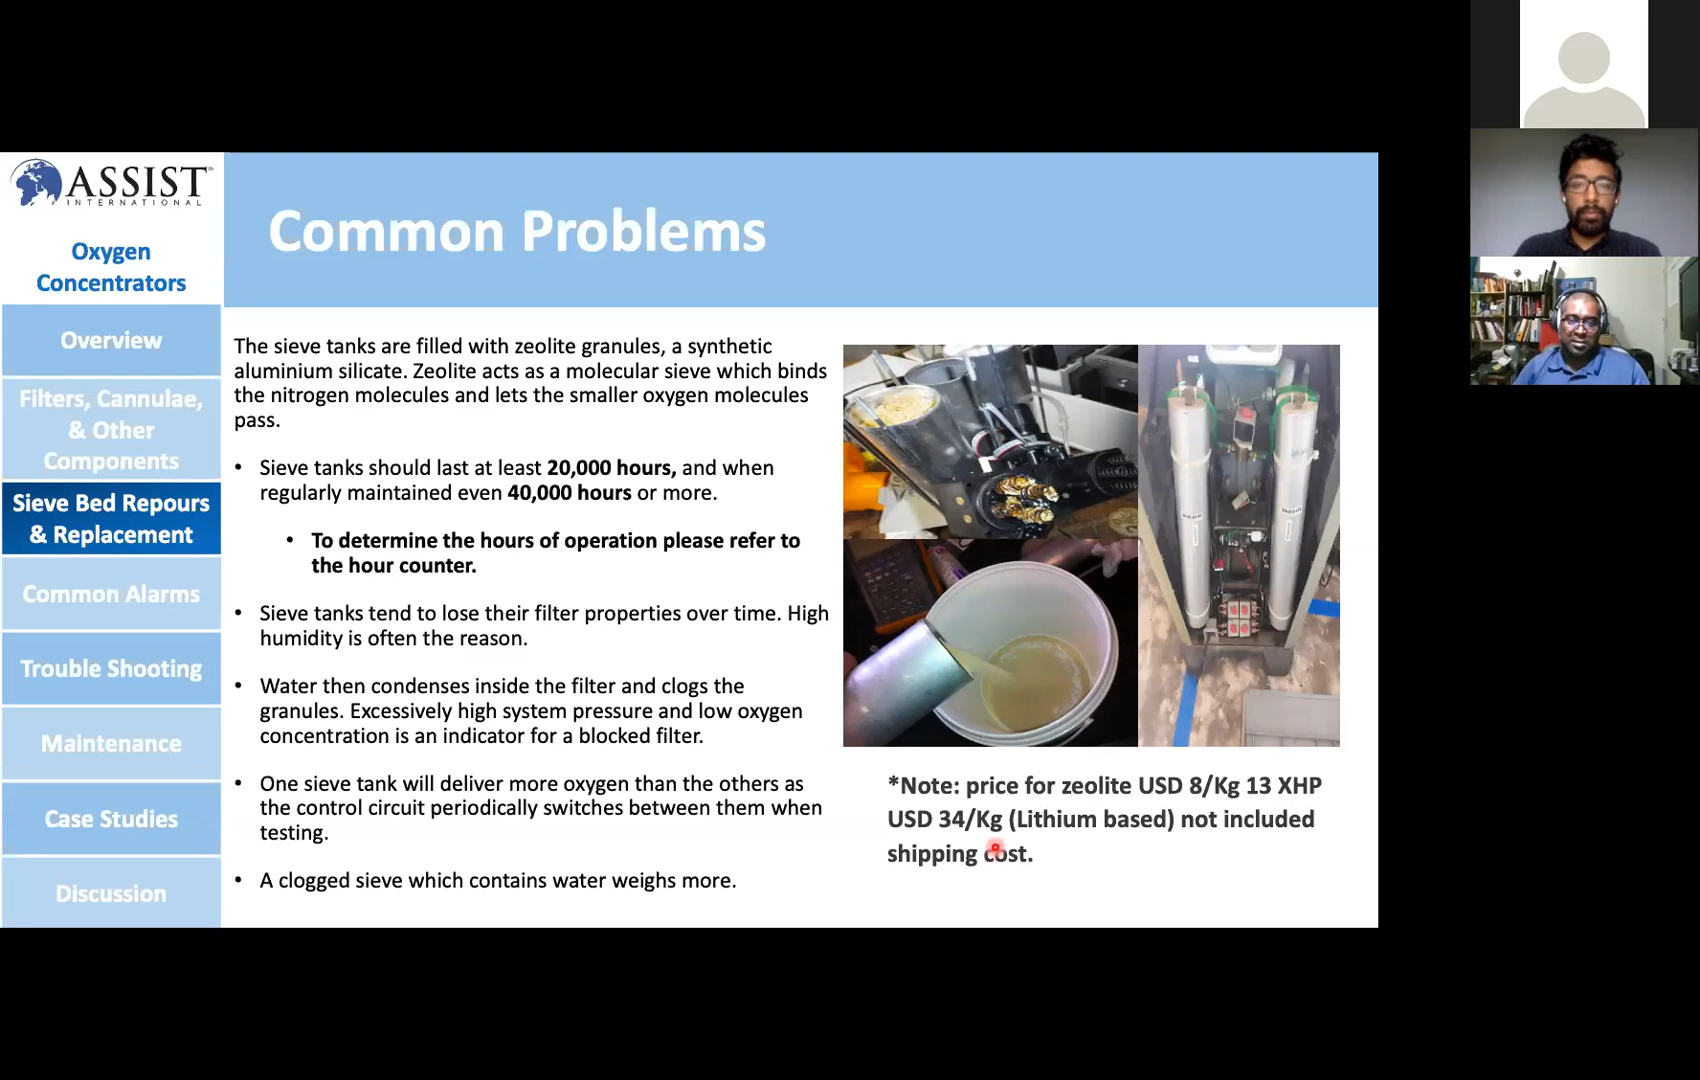 ASSIST
INTERNATIONAL
Oxygen
Concentrators
Overview
Filters, Cannulae,
& Other
Components
Sieve Bed Repours
& Replacement
Common Alarms
Trouble Shooting
Maintenance
Case Studies
Discussion
Common Problems
The sieve tanks are filled with zeolite granules, a synthetic
aluminium silicate. Zeolite acts as a molecular sieve which binds
the nitrogen molecules and lets the smaller oxygen molecules
pass.
• Sieve tanks should last at least 20,000 hours, and when
regularly maintained even 40,000 hours or more.
• To determine the hours of operation please refer to
the hour counter.
• Sieve tanks tend to lose their filter properties over time. High
humidity is often the reason.
• Water then condenses inside the filter and clogs the
granules. Excessively high system pressure and low oxygen
concentration is an indicator for a blocked filter.
• One sieve tank will deliver more oxygen than the others as
the control circuit periodically switches between them when
testing.
• A clogged sieve which contains water weighs more.
*Note: price for zeolite USD 8/Kg 13 XHP
USD 34/Kg (Lithium based) not included
shipping cost.